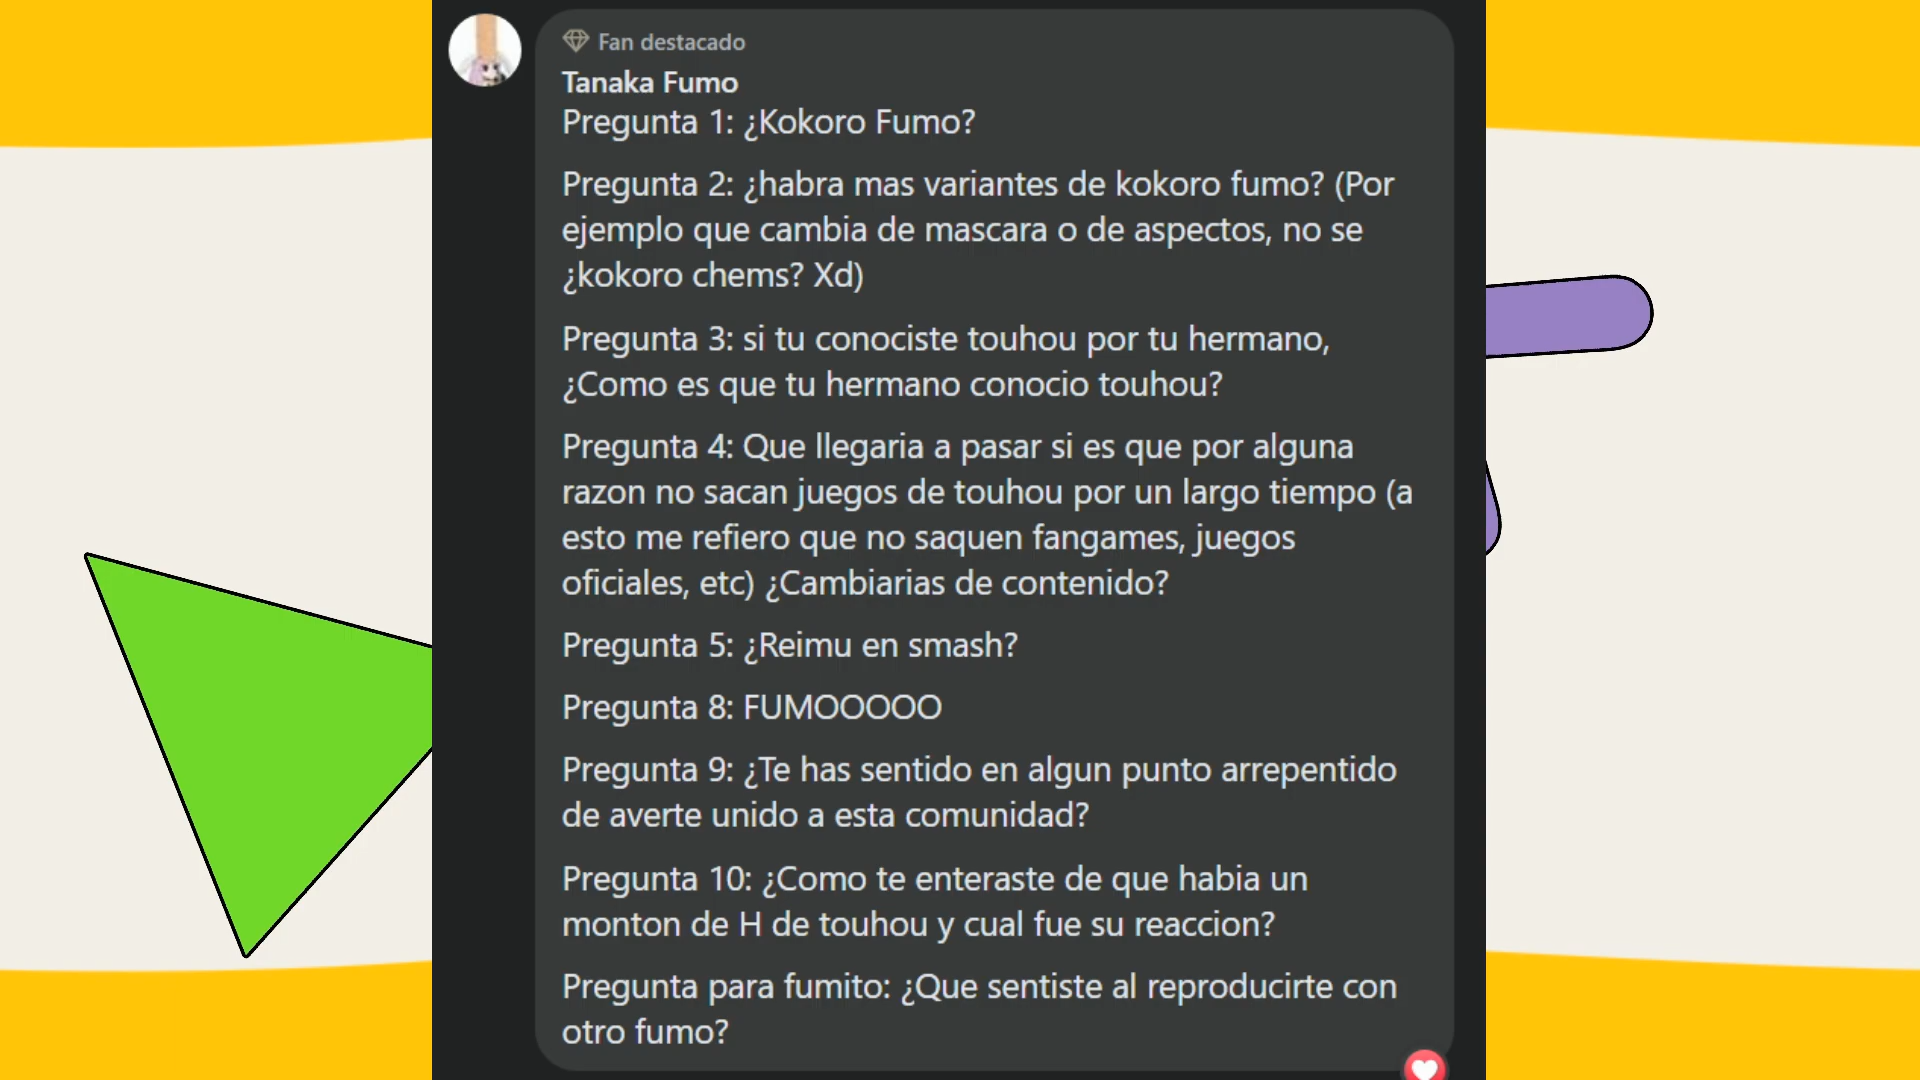 Fan destacado
Tanaka Fumo
Pregunta 1: ¿Kokoro Fumo?
Pregunta 2: ¿habra mas variantes de kokoro fumo? (Por
ejemplo que cambia de mascara o de aspectos, no se
¿kokoro chems? Xd)
Pregunta 3: si tu conociste touhou por tu hermano,
¿Como es que tu hermano conocio touhou?
Pregunta 4: Que llegaria a pasar si es que por alguna
razon no sacan juegos de touhou por un largo tiempo (a
esto me refiero que no saquen fangames, juegos
oficiales, etc) ¿Cambiarias de contenido?
Pregunta 5: ¿Reimu en smash?
Pregunta 8: FUMOOOOO
Pregunta 9: ¿Te has sentido en algun punto arrepentido
de averte unido a esta comunidad?
Pregunta 10: ¿Como te enteraste de que habia un
monton de H de touhou y cual fue su reaccion?
Pregunta para fumito: ¿Que sentiste al reproducirte con
otro fumo?